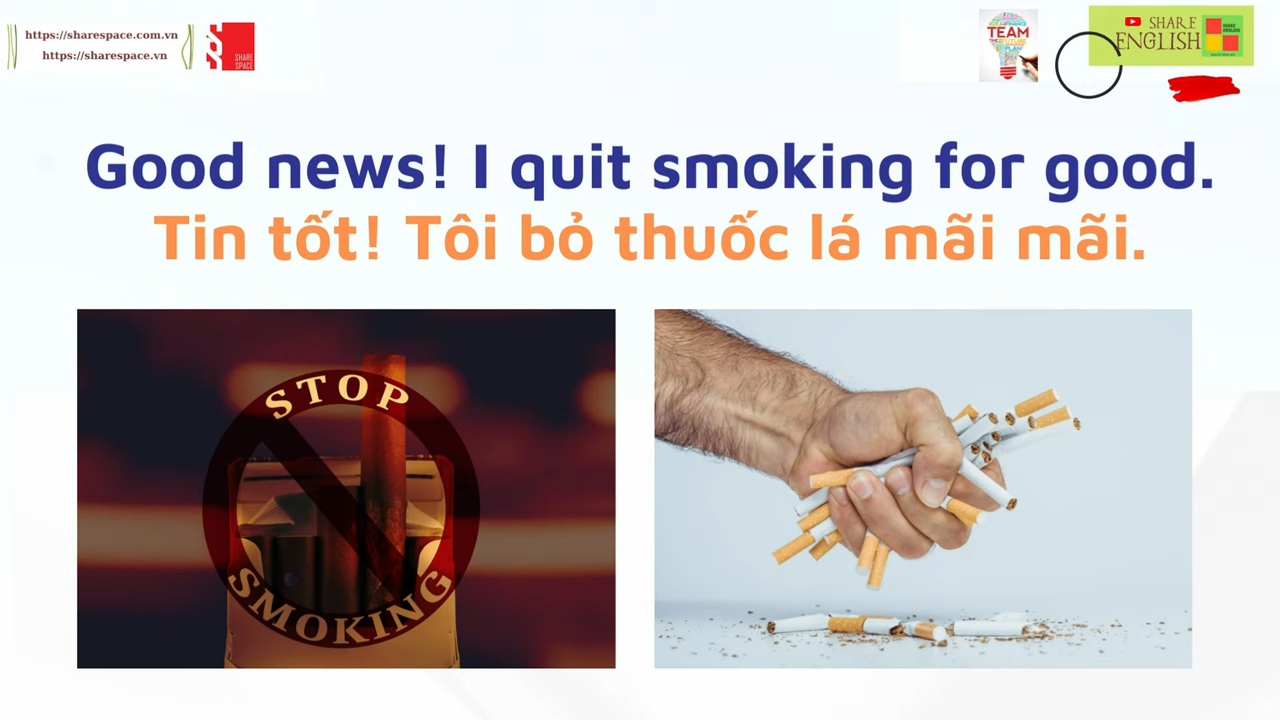 https://sharespace.com.vn
https://sharespace.vn
SHARE
SPACE
TEAM
PLAN
SHARE
ENGLISH
Good news! I quit smoking for good.
Tin tốt! Tôi bỏ thuốc lá mãi mãi.
STOP
SMOKING